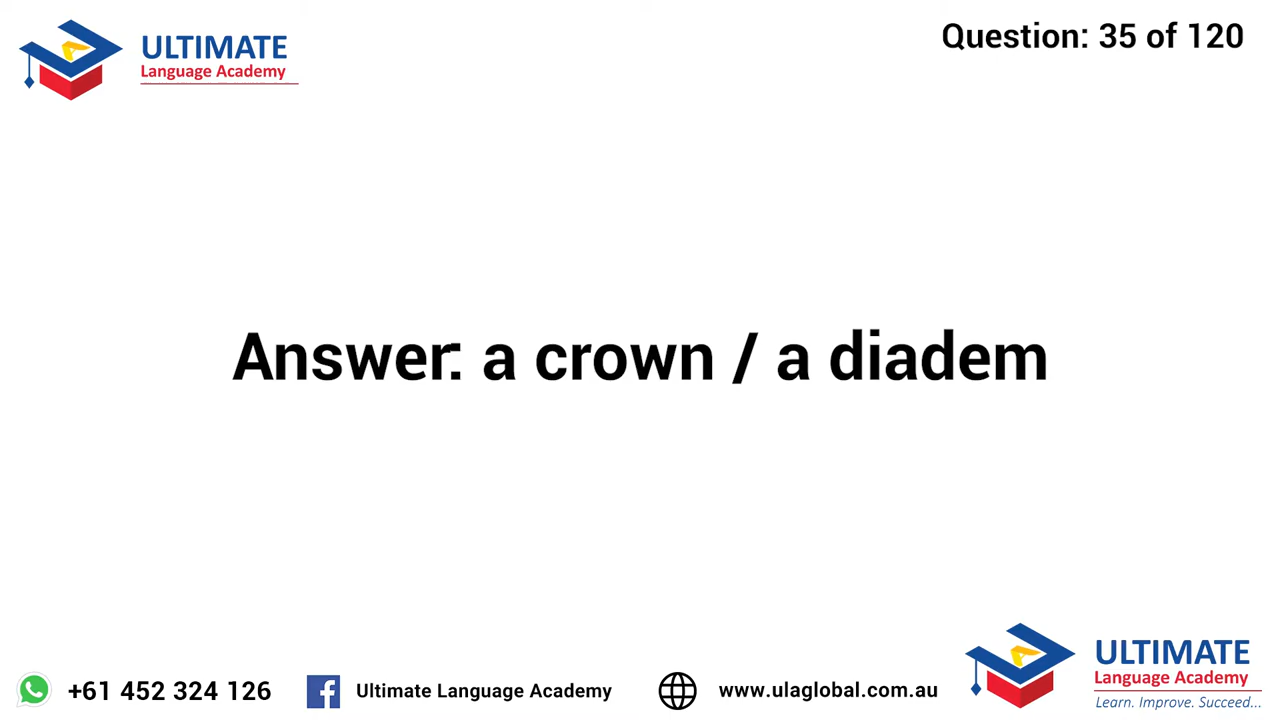 ULTIMATE
Language Academy
Question: 35 of 120
Answer: a crown / a diadem
+61 452 324 126
Ultimate Language Academy
www.ulaglobal.com.au
ULTIMATE
Language Academy
Learn. Improve. Succeed...